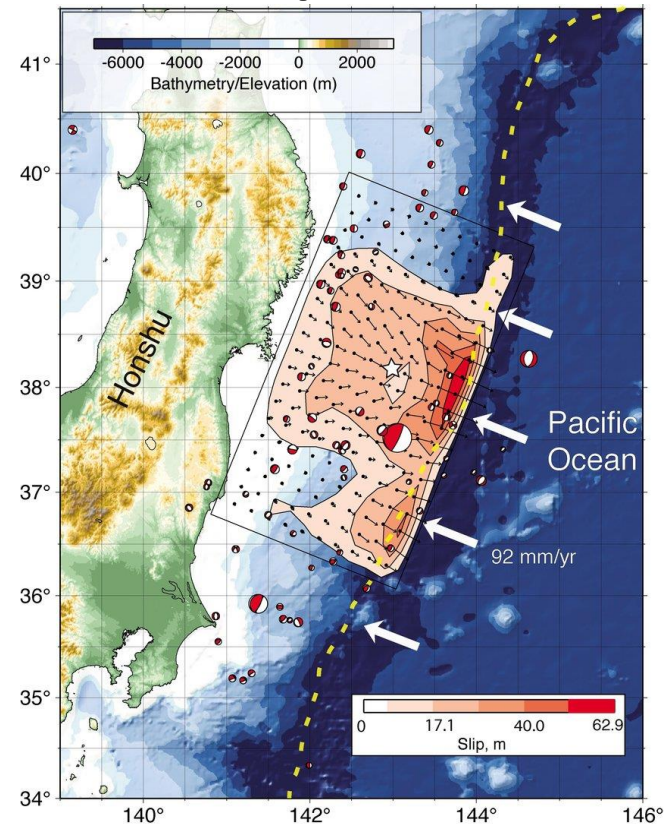 -6000 -4000 -2000 0 2000
Bathymetry/Elevation (m)
41°
40°
39°
38°
37°
36°
35°
34°
Honshu
Pacific
Ocean
92 mm/yr
0 17.1 40.0 62.9
Slip, m
140° 142° 144° 146°